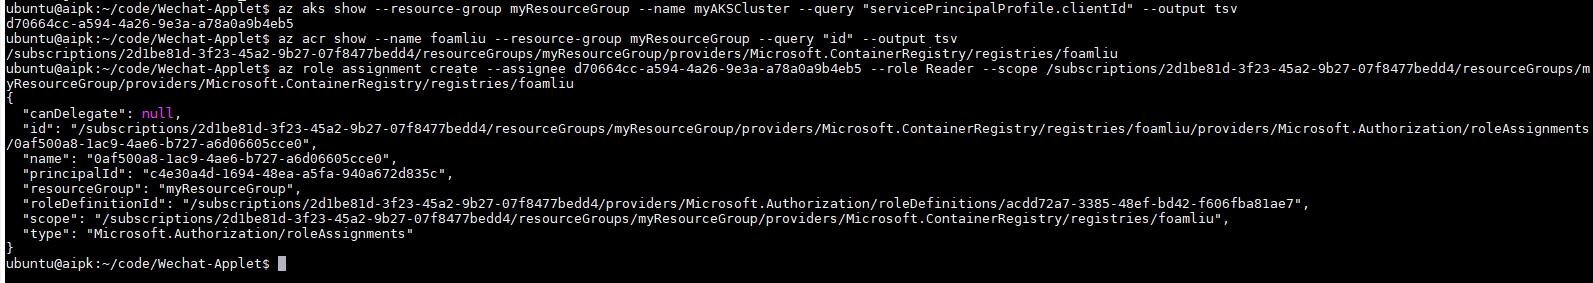 ubuntu@aipk:~/code/Wechat-Applet$ az aks show --resource-group myResourceGroup --name myAKSCluster --query "servicePrincipalProfile.clientId" --output tsv
d70664cc-a594-4a26-9e3a-a78a0a9b4eb5
ubuntu@aipk:~/code/Wechat-Applet$ az acr show --name foamliu --resource-group myResourceGroup --query "id" --output tsv
/subscriptions/2d1be81d-3f23-45a2-9b27-07f8477bedd4/resourceGroups/myResourceGroup/providers/Microsoft.ContainerRegistry/registries/foamliu
ubuntu@aipk:~/code/Wechat-Applet$ az role assignment create --assignee d70664cc-a594-4a26-9e3a-a78a0a9b4eb5 --role Reader --scope /subscriptions/2d1be81d-3f23-45a2-9b27-07f8477bedd4/resourceGroups/m
yResourceGroup/providers/Microsoft.ContainerRegistry/registries/foamliu
{
  "canDelegate": null,
  "id": "/subscriptions/2d1be81d-3f23-45a2-9b27-07f8477bedd4/resourceGroups/myResourceGroup/providers/Microsoft.ContainerRegistry/registries/foamliu/providers/Microsoft.Authorization/roleAssignments
/0af500a8-1ac9-4ae6-b727-a6d06605cce0",
  "name": "0af500a8-1ac9-4ae6-b727-a6d06605cce0",
  "principalId": "c4e30a4d-1694-48ea-a5fa-940a672d835c",
  "resourceGroup": "myResourceGroup",
  "roleDefinitionId": "/subscriptions/2d1be81d-3f23-45a2-9b27-07f8477bedd4/providers/Microsoft.Authorization/roleDefinitions/acdd72a7-3385-48ef-bd42-f606fba81ae7",
  "scope": "/subscriptions/2d1be81d-3f23-45a2-9b27-07f8477bedd4/resourceGroups/myResourceGroup/providers/Microsoft.ContainerRegistry/registries/foamliu",
  "type": "Microsoft.Authorization/roleAssignments"
}
ubuntu@aipk:~/code/Wechat-Applet$